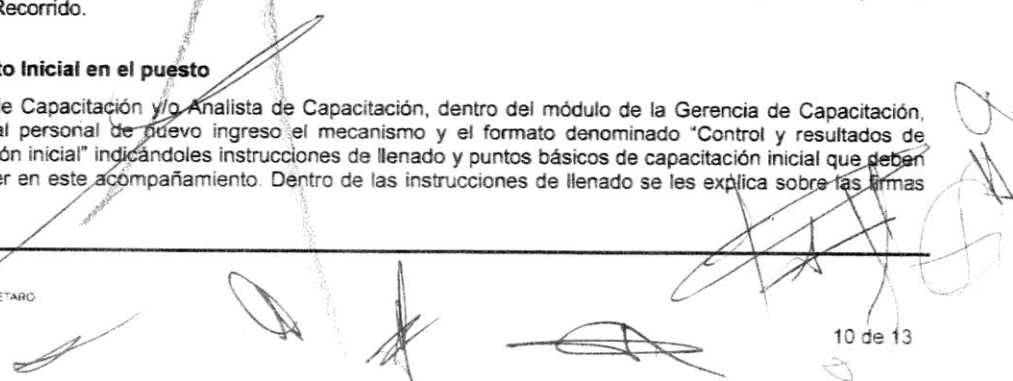 Recorrido.
to Inicial en el puesto
de Capacitación y/o Analista de Capacitación, dentro del módulo de la Gerencia de Capacitación,
al personal de nuevo ingreso el mecanismo y el formato denominado "Control y resultados de
ón inicial" indicándoles instrucciones de llenado y puntos básicos de capacitación inicial que deben
er en este acompañamiento. Dentro de las instrucciones de llenado se les explica sobre las firmas
ETARO
10 de 13